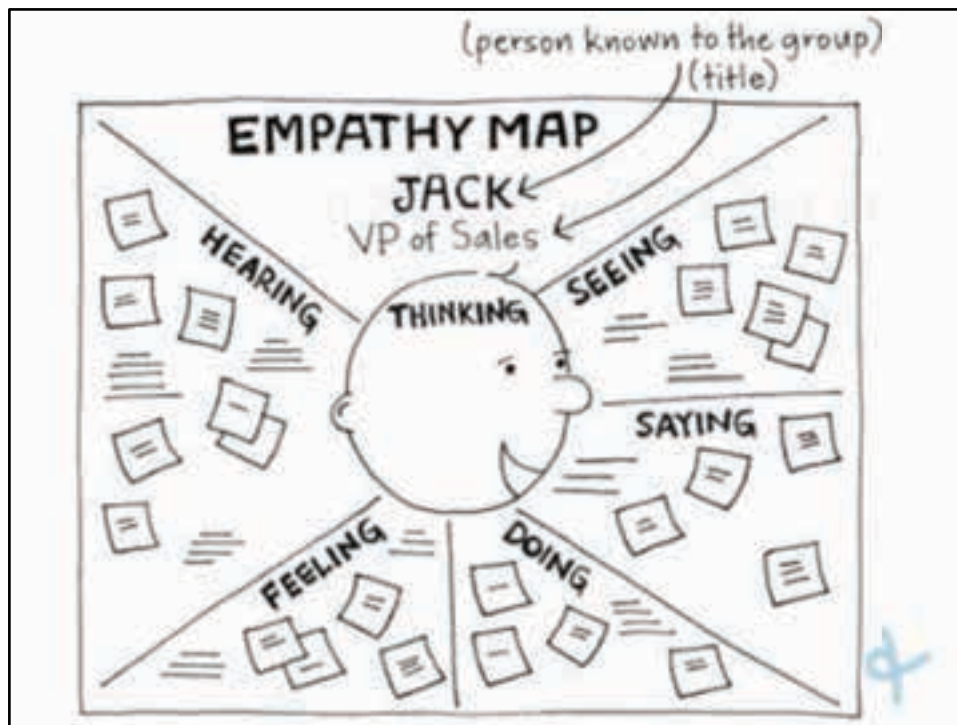 (person known to the group)
(title)
EMPATHY MAP
JACK
VP of Sales
HEARING
THINKING
SEEING
SAYING
FEELING
DOING